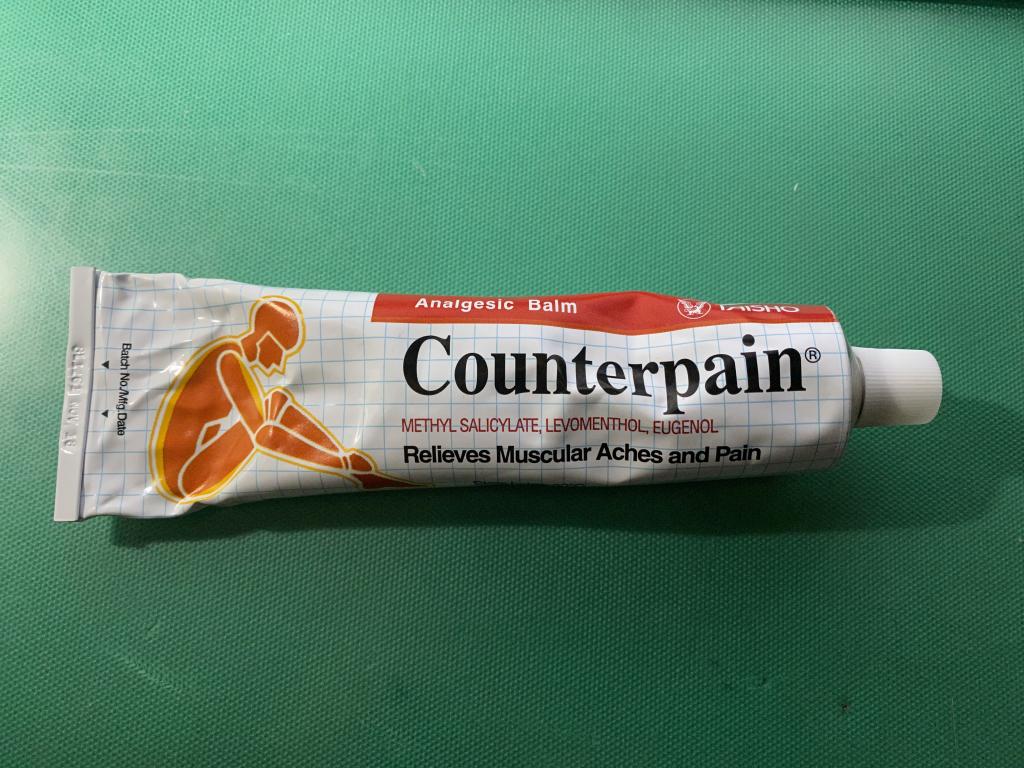 Analgesic Balm
TAISHO
Counterpain®
METHYL SALICYLATE, LEVOMENTHOL, EUGENOL
Relieves Muscular Aches and Pain
Batch No./Mfg.Date